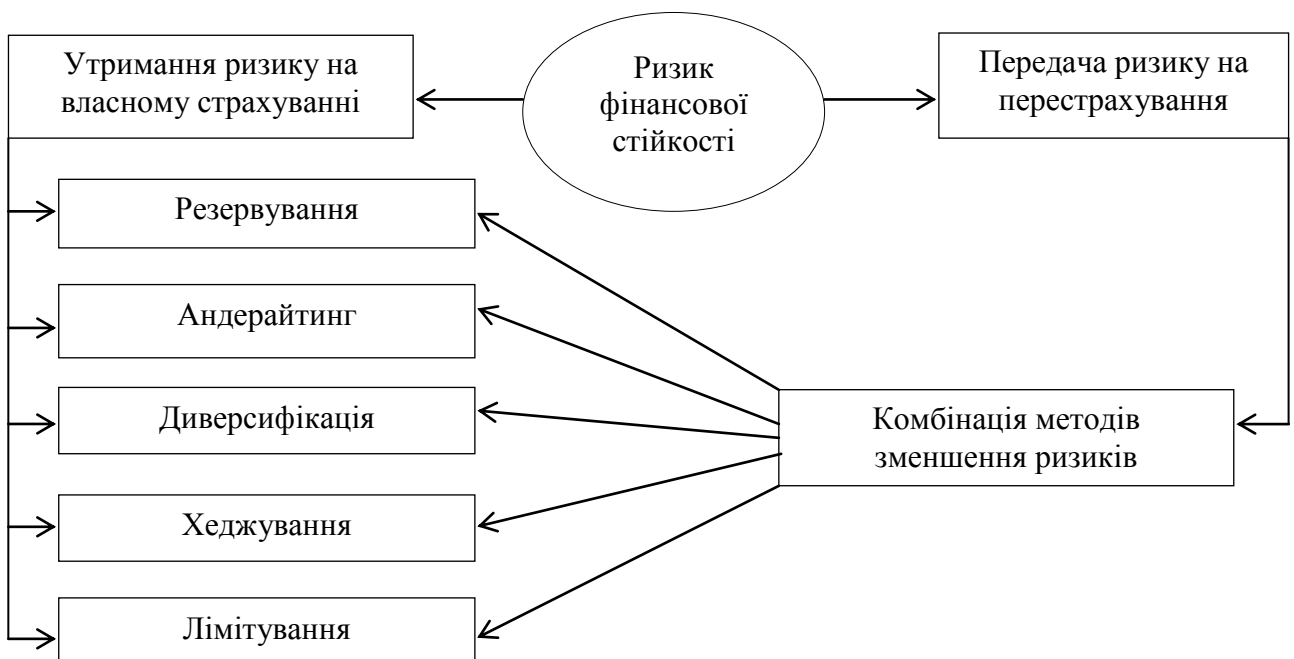 Утримання ризику на
власному страхуванні
Ризик
фінансової
стійкості
Передача ризику на
перестрахування
Резервування
Андерайтинг
Диверсифікація
Комбінація методів
зменшення ризиків
Хеджування
Лімітування